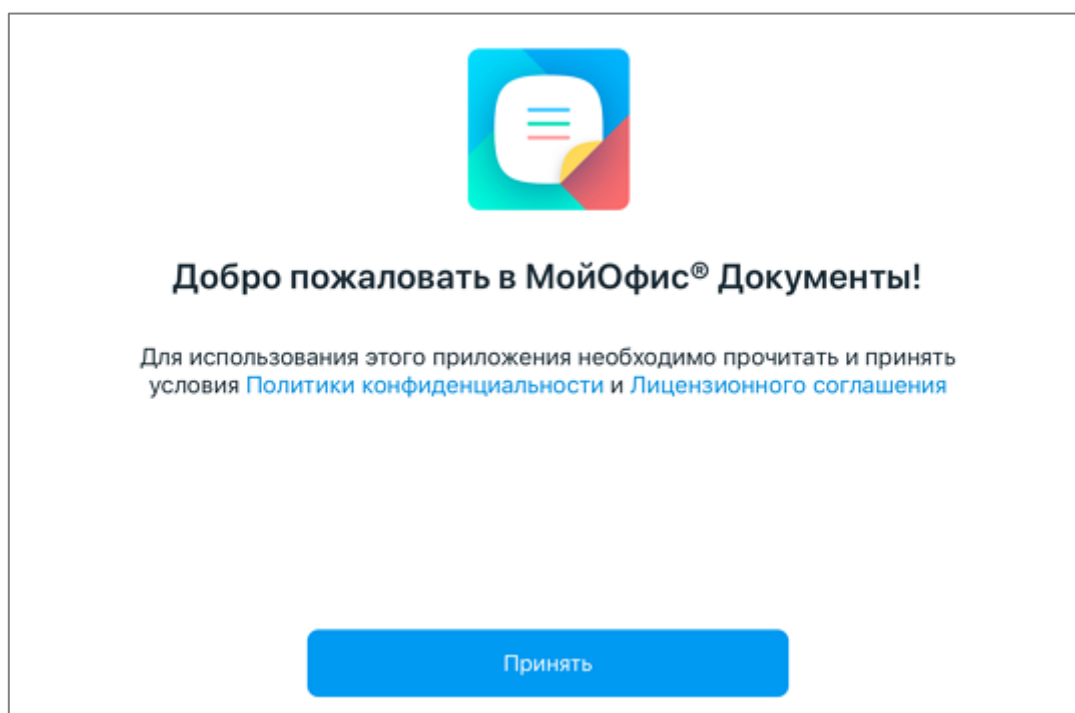 Добро пожаловать в МойОфис® Документы!
Для использования этого приложения необходимо прочитать и принять
условия Политики конфиденциальности и Лицензионного соглашения
Принять